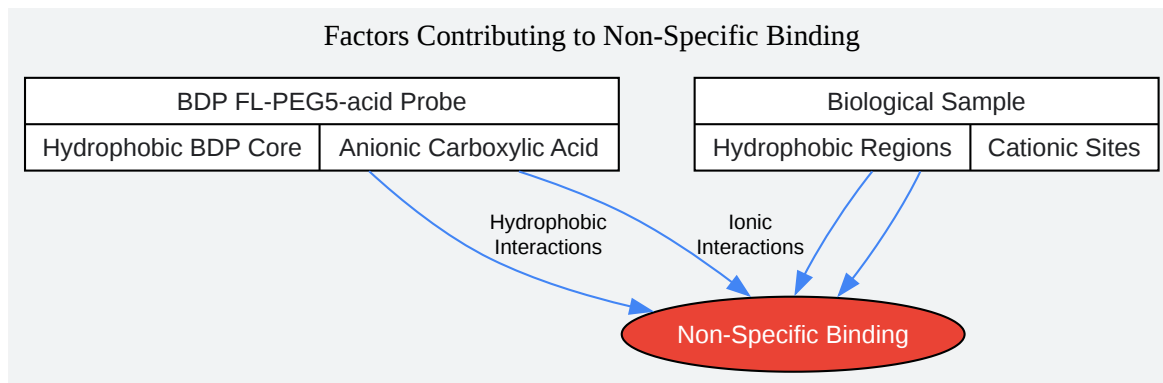 Factors Contributing to Non-Specific Binding
BDP FL-PEG5-acid Probe
Hydrophobic BDP Core
Anionic Carboxylic Acid
Biological Sample
Hydrophobic Regions
Cationic Sites
Hydrophobic
Interactions
Ionic
Interactions
Non-Specific Binding